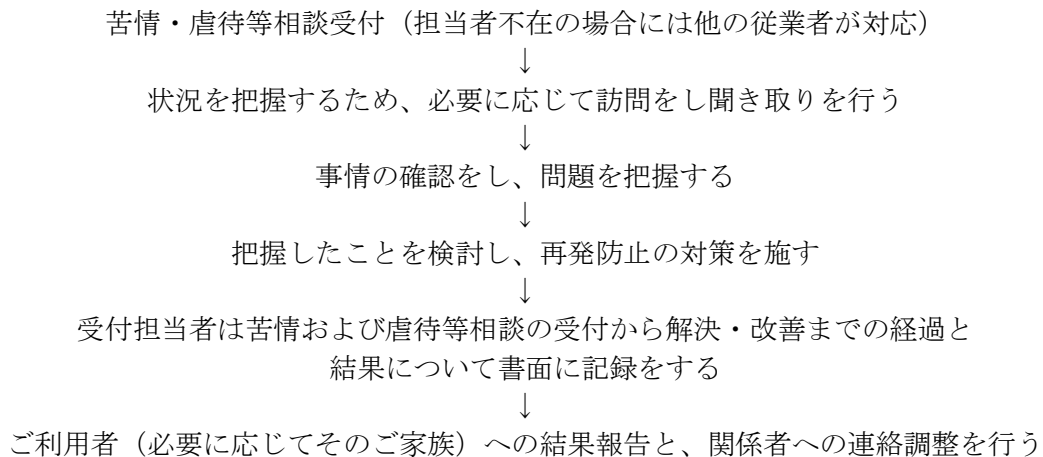 苦情・虐待等相談受付（担当者不在の場合には他の従業者が対応）
↓
状況を把握するため、必要に応じて訪問をし聞き取りを行う
↓
事情の確認をし、問題を把握する
↓
把握したことを検討し、再発防止の対策を施す
↓
受付担当者は苦情および虐待等相談の受付から解決・改善までの経過と
結果について書面に記録をする
↓
ご利用者（必要に応じてそのご家族）への結果報告と、関係者への連絡調整を行う